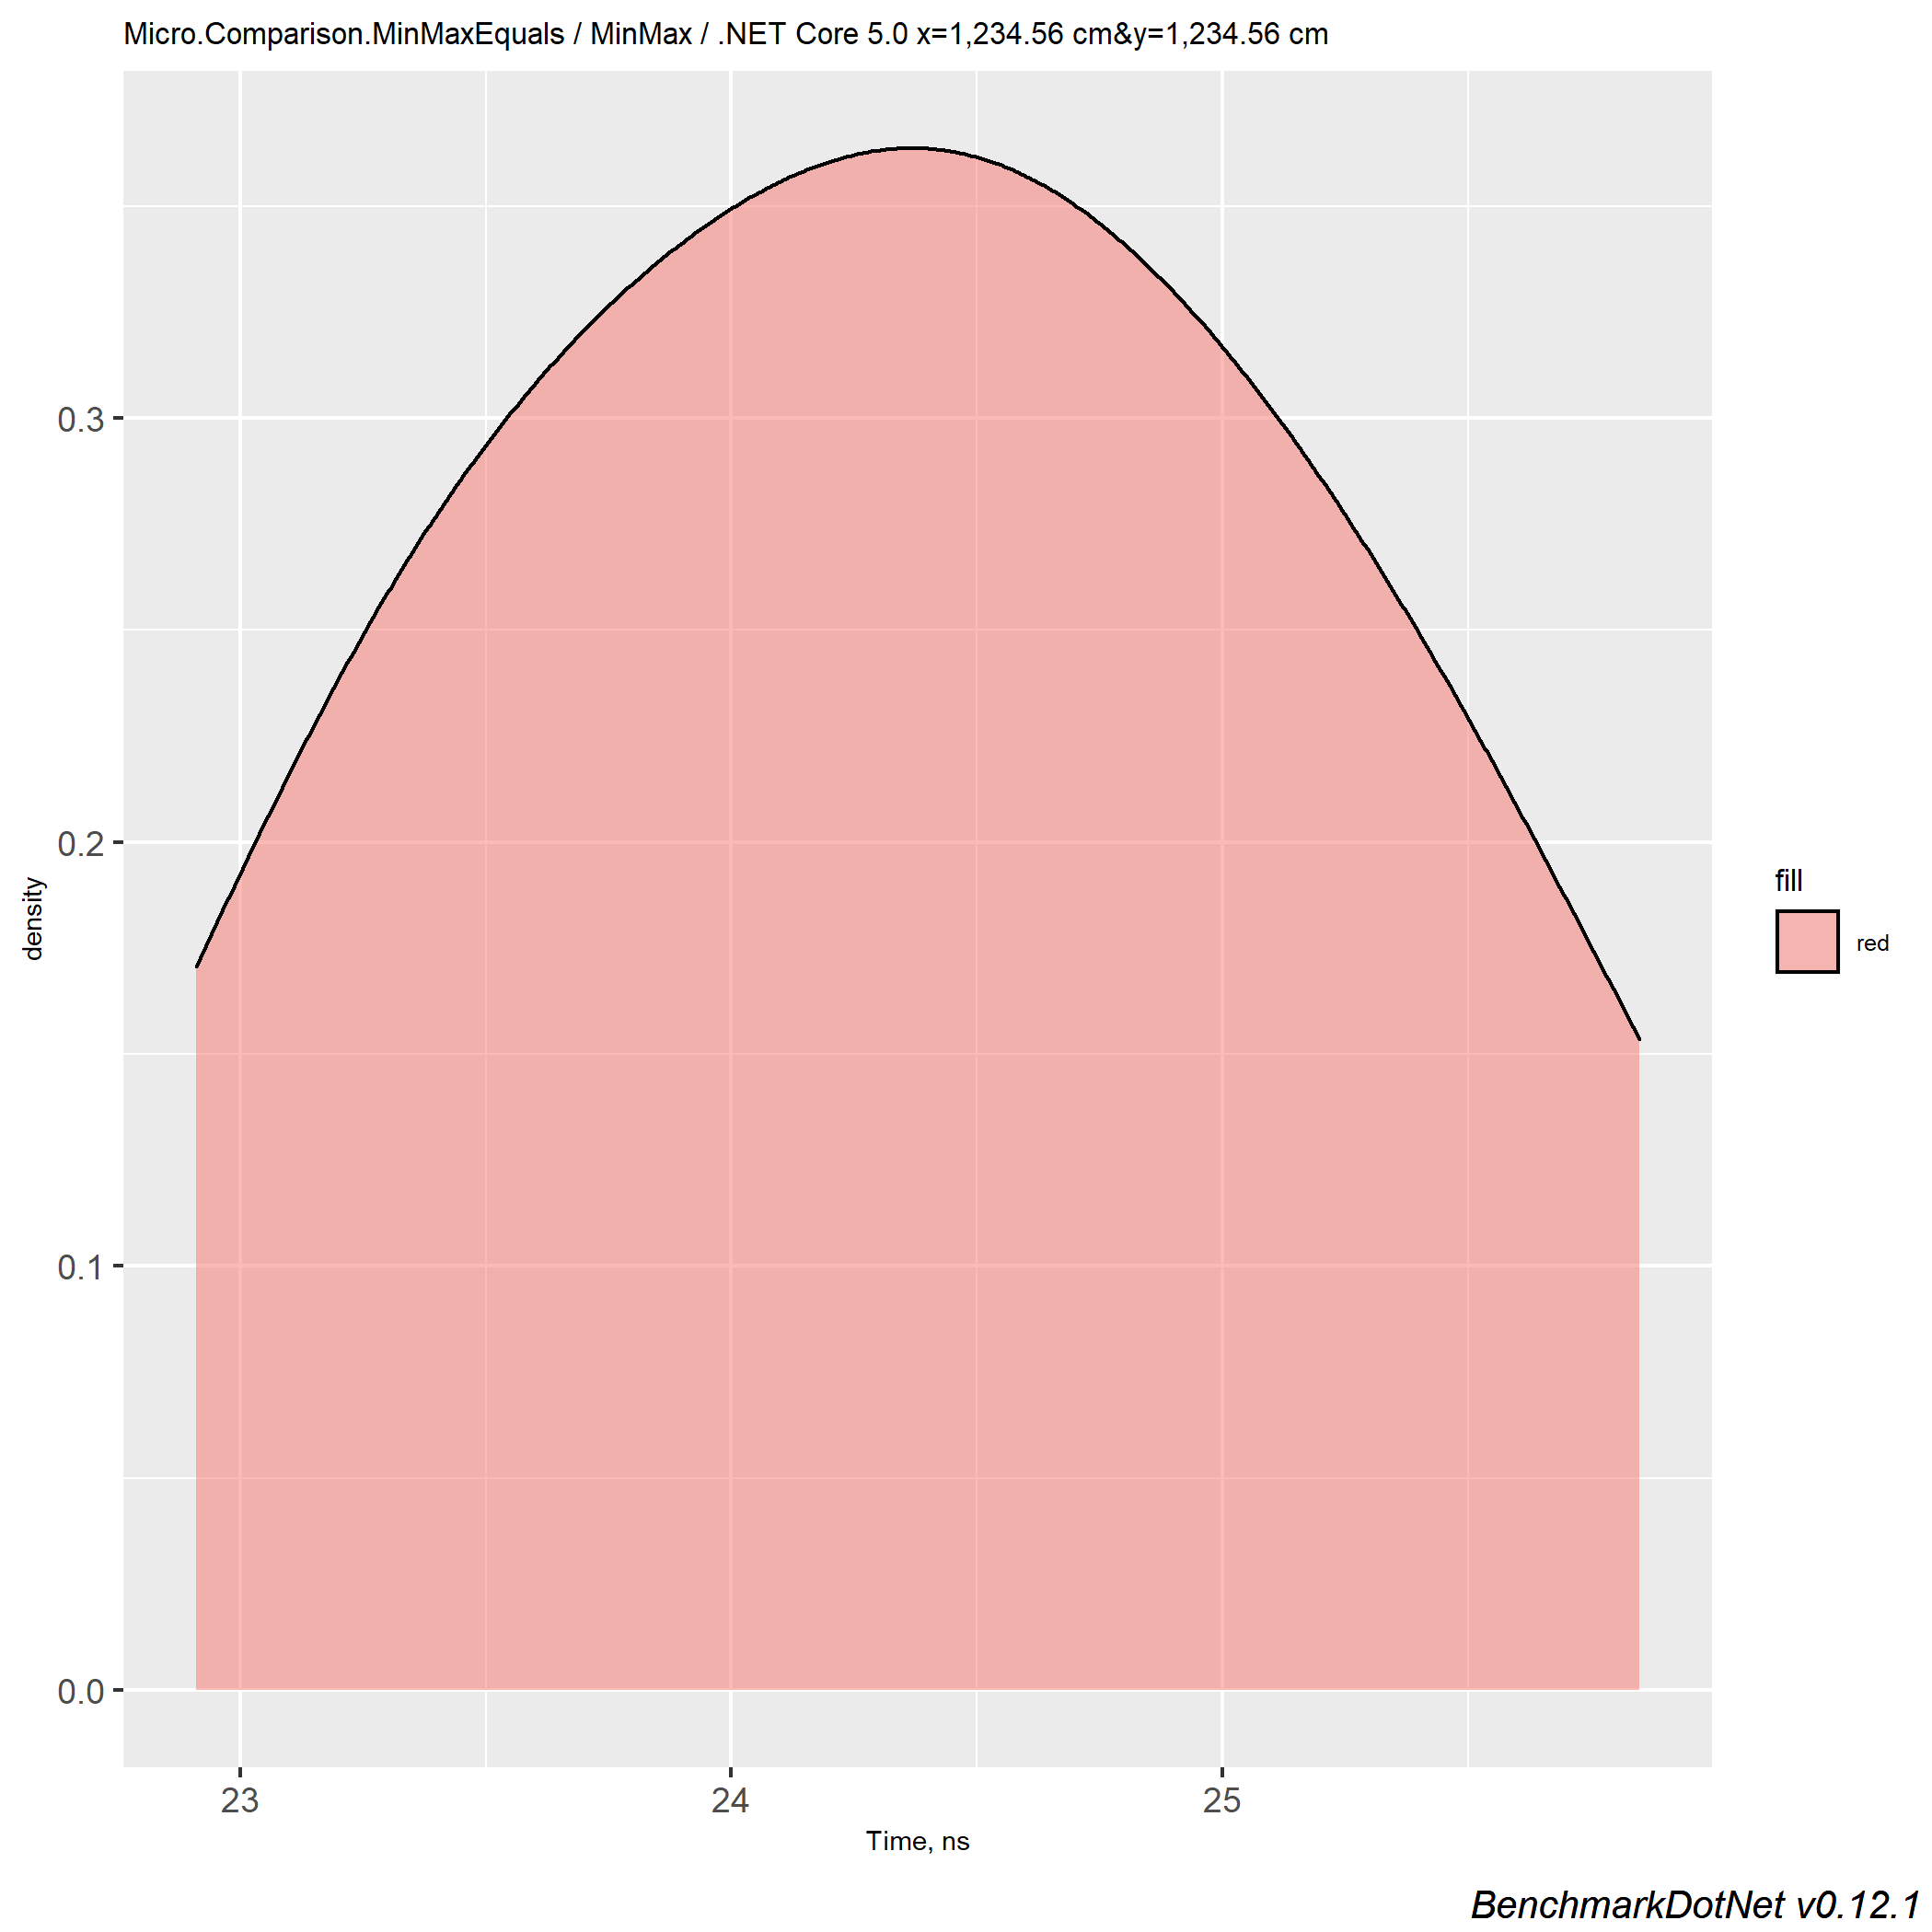 Micro.Comparison.MinMaxEquals / MinMax / .NET Core 5.0 x=1,234.56 cm&y=1,234.56 cm
0.3
0.2
0.1
0.0
density
23 24 25
Time, ns
fill
red
BenchmarkDotNet v0.12.1